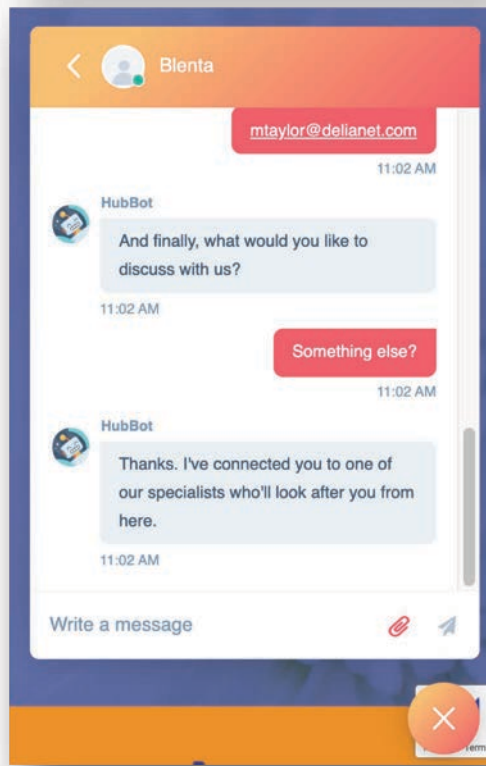 Blenta
mtaylor@delianet.com
11:02 AM
HubBot
And finally, what would you like to
discuss with us?
11:02 AM
Something else?
11:02 AM
HubBot
Thanks. I've connected you to one of
our specialists who'll look after you from
here.
11:02 AM
Write a message